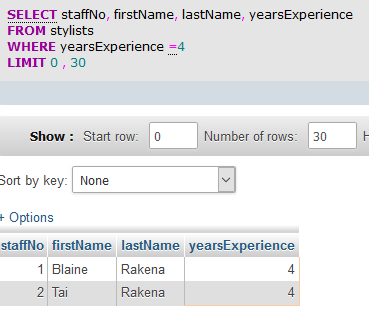 SELECT staffNo, firstName, lastName, yearsExperience
FROM stylists
WHERE yearsExperience =4
LIMIT 0 , 30
Show : Start row: 0 Number of rows: 30 H
Sort by key: None
+ Options
staffNo firstName lastName yearsExperience
1 Blaine Rakena 4
2 Tai Rakena 4